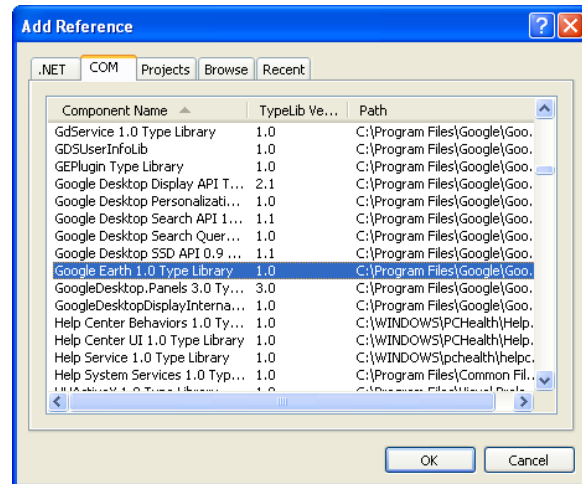 Add Reference
.NET COM Projects Browse Recent
Component Name TypeLib Ve... Path
GdService 1.0 Type Library 1.0 C:\Program Files\Google\Goo.
GDSUserInfoLib 1.0 C:\Program Files\Google\Goo.
GEPlugin Type Library 1.0 C:\Program Files\Google\Goo.
Google Desktop Display API T... 2.1 C:\Program Files\Google\Goo.
Google Desktop Personalizati... 1.0 C:\Program Files\Google\Goo.
Google Desktop Search API 1... 1.1 C:\Program Files\Google\Goo.
Google Desktop Search Quer... 1.0 C:\Program Files\Google\Goo.
Google Desktop SSD API 0.9 ... 1.1 C:\Program Files\Google\Goo.
Google Earth 1.0 Type Library 1.0 C:\Program Files\Google\Goo.
GoogleDesktop.Panels 3.0 Ty... 3.0 C:\Program Files\Google\Goo.
GoogleDesktopDisplayInterna... 1.0 C:\Program Files\Google\Goo.
Help Center Behaviors 1.0 Ty... 1.0 C:\WINDOWS\PCHealth\Help.
Help Center UI 1.0 Type Library 1.0 C:\WINDOWS\PCHealth\Help.
Help Service 1.0 Type Library 1.0 C:\WINDOWS\pchealth\helpc.
Help System Services 1.0 Typ... 1.0 C:\Program Files\Common Fil..
OK Cancel